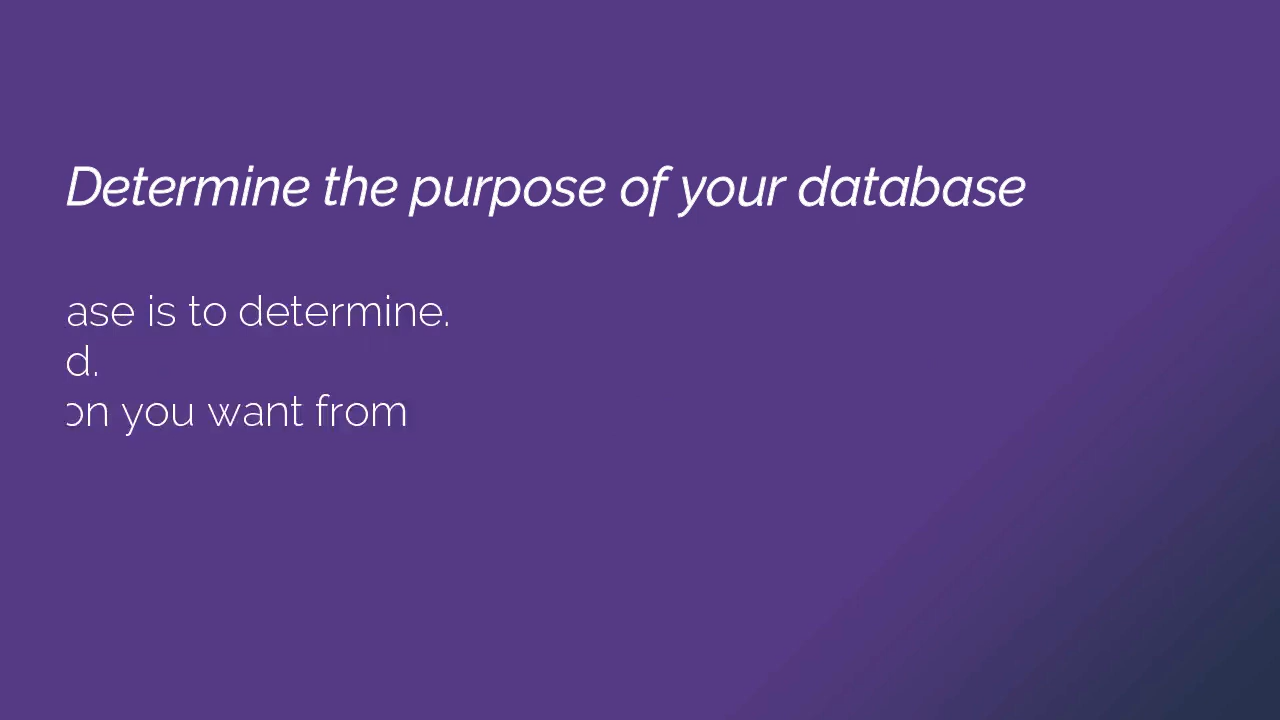 Determine the purpose of your database
ase is to determine.
d.
on you want from